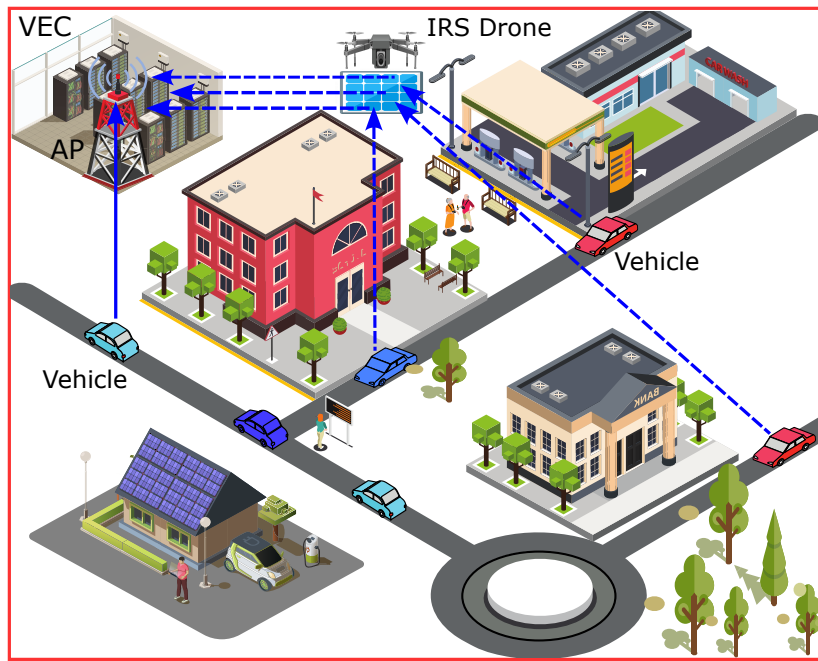 VEC
IRS Drone
CAR WASH
AP
Vehicle
Vehicle
BANK